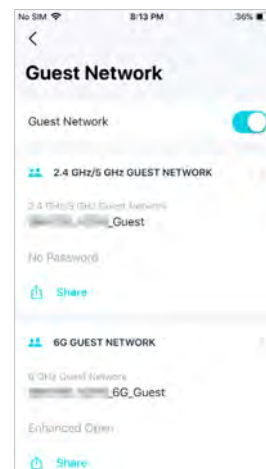 No SIM 8:13 PM 36%
Guest Network
Guest Network
2.4 GHz/5 GHz GUEST NETWORK
2.4 GHz/5 GHz Guest Network
_Guest
No Password
Share
6G GUEST NETWORK
6 GHz Guest Network
_6G_Guest
Enhanced Open
Share